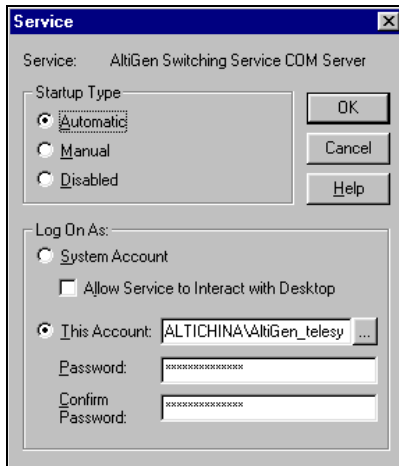 Service
Service: AltiGen Switching Service COM Server
Startup Type
Automatic
Manual
Disabled
OK
Cancel
Help
Log On As:
System Account
Allow Service to Interact with Desktop
This Account: ALTICHINA\AltiGen_telesy ...
Password: **************
Confirm Password: **************